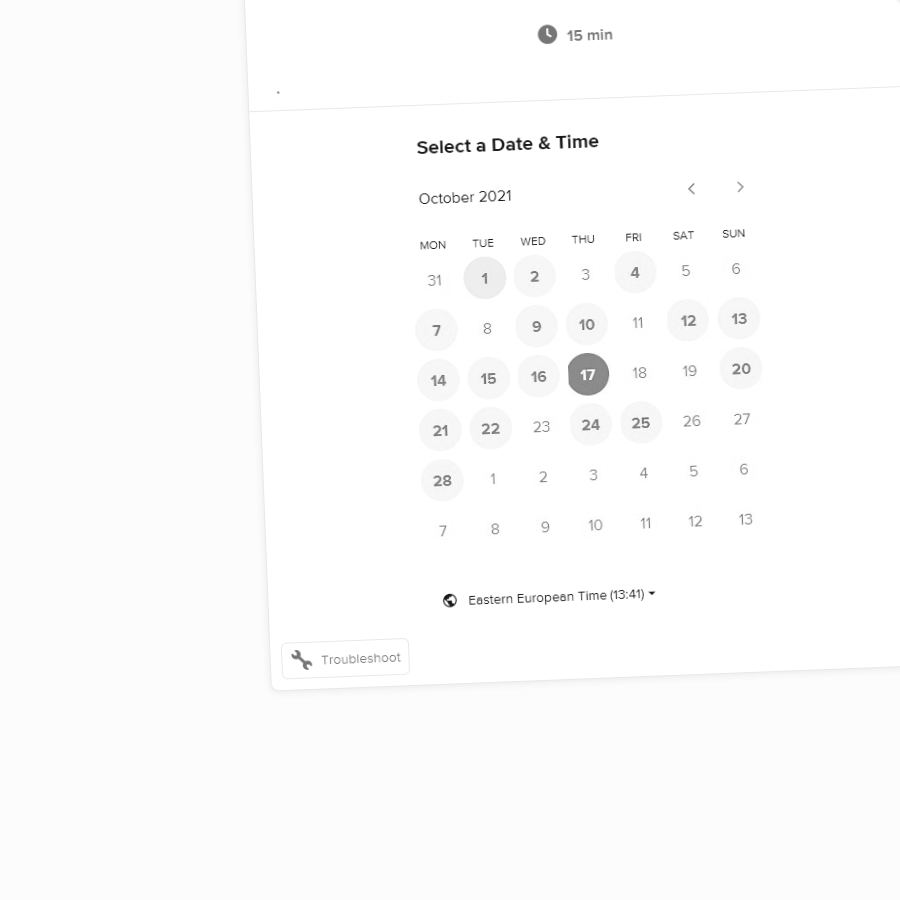 15 min
.
Select a Date & Time
October 2021
MON TUE WED THU FRI SAT SUN
31 1 2 3 4 5 6
7 8 9 10 11 12 13
14 15 16 17 18 19 20
21 22 23 24 25 26 27
28 1 2 3 4 5 6
7 8 9 10 11 12 13
Eastern European Time (13:41)
Troubleshoot